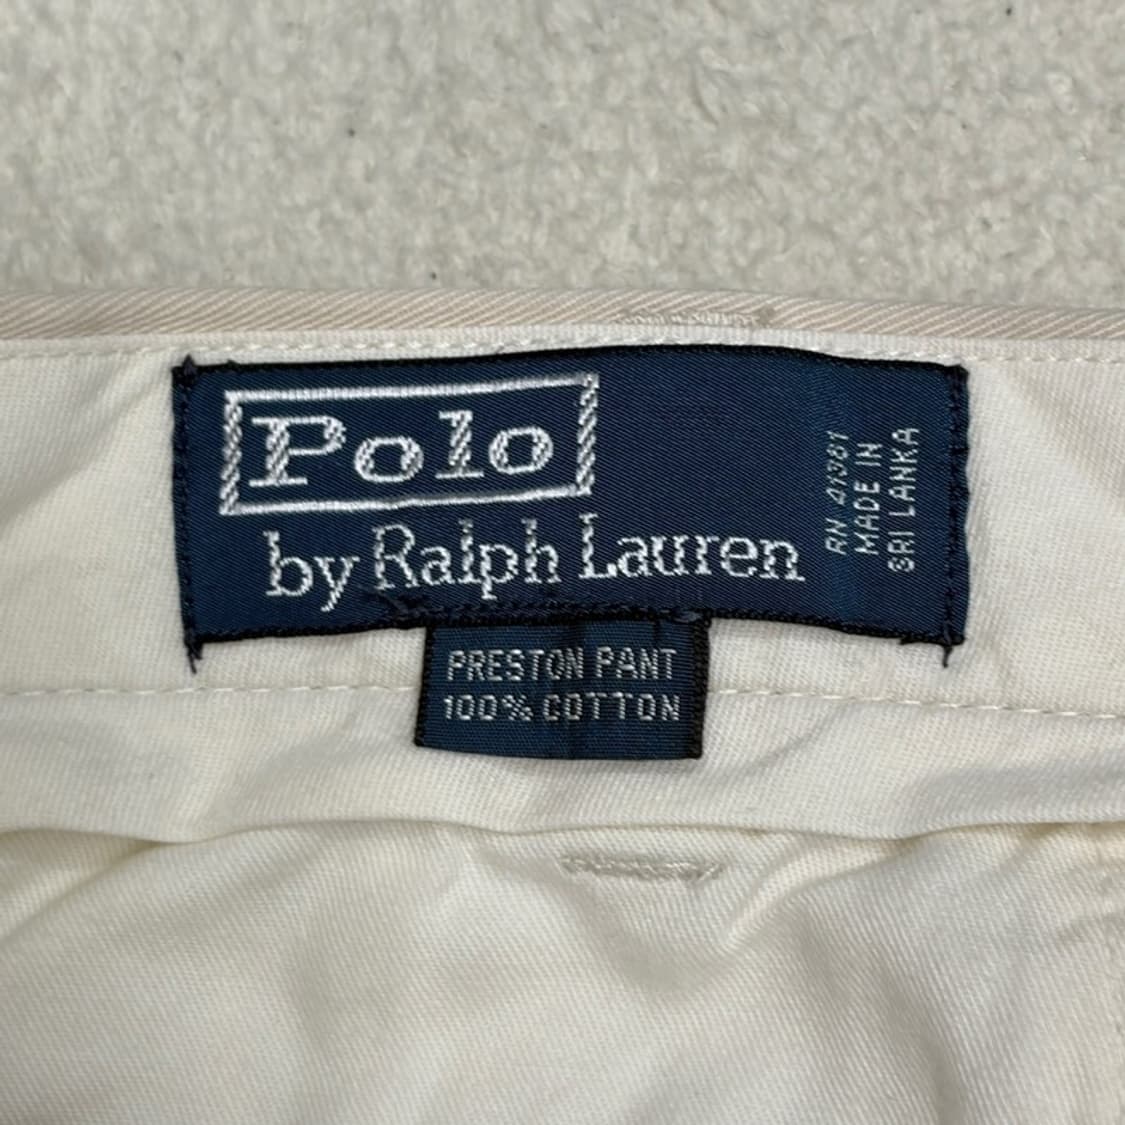 Polo
by Ralph Lauren
RN 41381
MADE IN
SRI LANKA
PRESTON PANT
100% COTTON